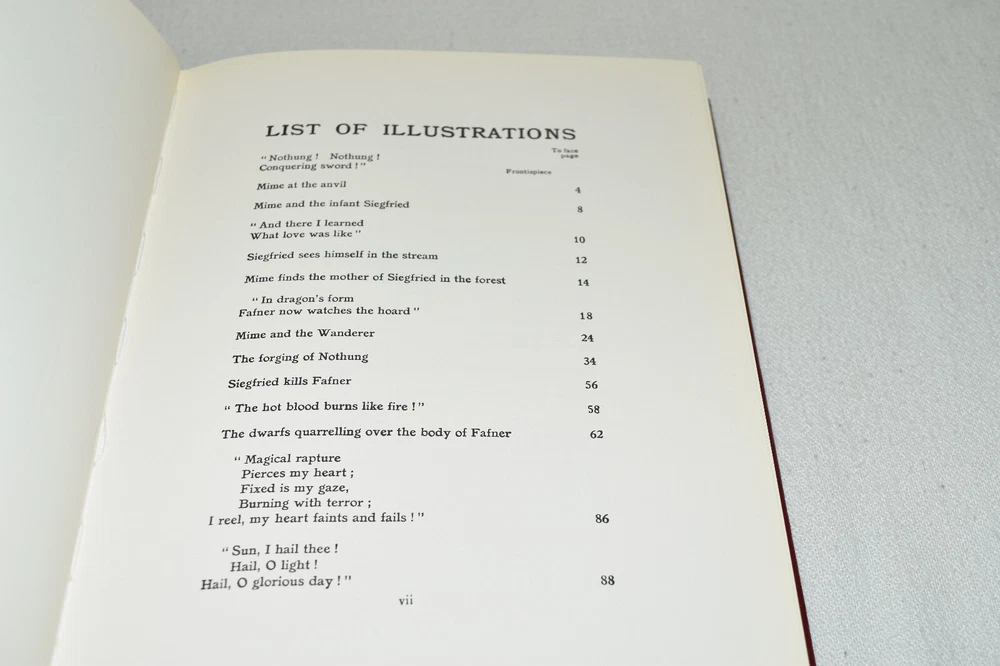 LIST OF ILLUSTRATIONS
To face
page
“ Nothung ! Nothung !
Conquering sword ! ” Frontispiece
Mime at the anvil 4
Mime and the infant Siegfried 8
“ And there I learned
What love was like ” 10
Siegfried sees himself in the stream 12
Mime finds the mother of Siegfried in the forest 14
“ In dragon's form
Fafner now watches the hoard ” 18
Mime and the Wanderer 24
The forging of Nothung 34
Siegfried kills Fafner 56
“ The hot blood burns like fire ! ” 58
The dwarfs quarrelling over the body of Fafner 62
“ Magical rapture
Pierces my heart ;
Fixed is my gaze,
Burning with terror ;
I reel, my heart faints and fails ! ” 86
“ Sun, I hail thee !
Hail, O light !
Hail, O glorious day ! ” 88
vii